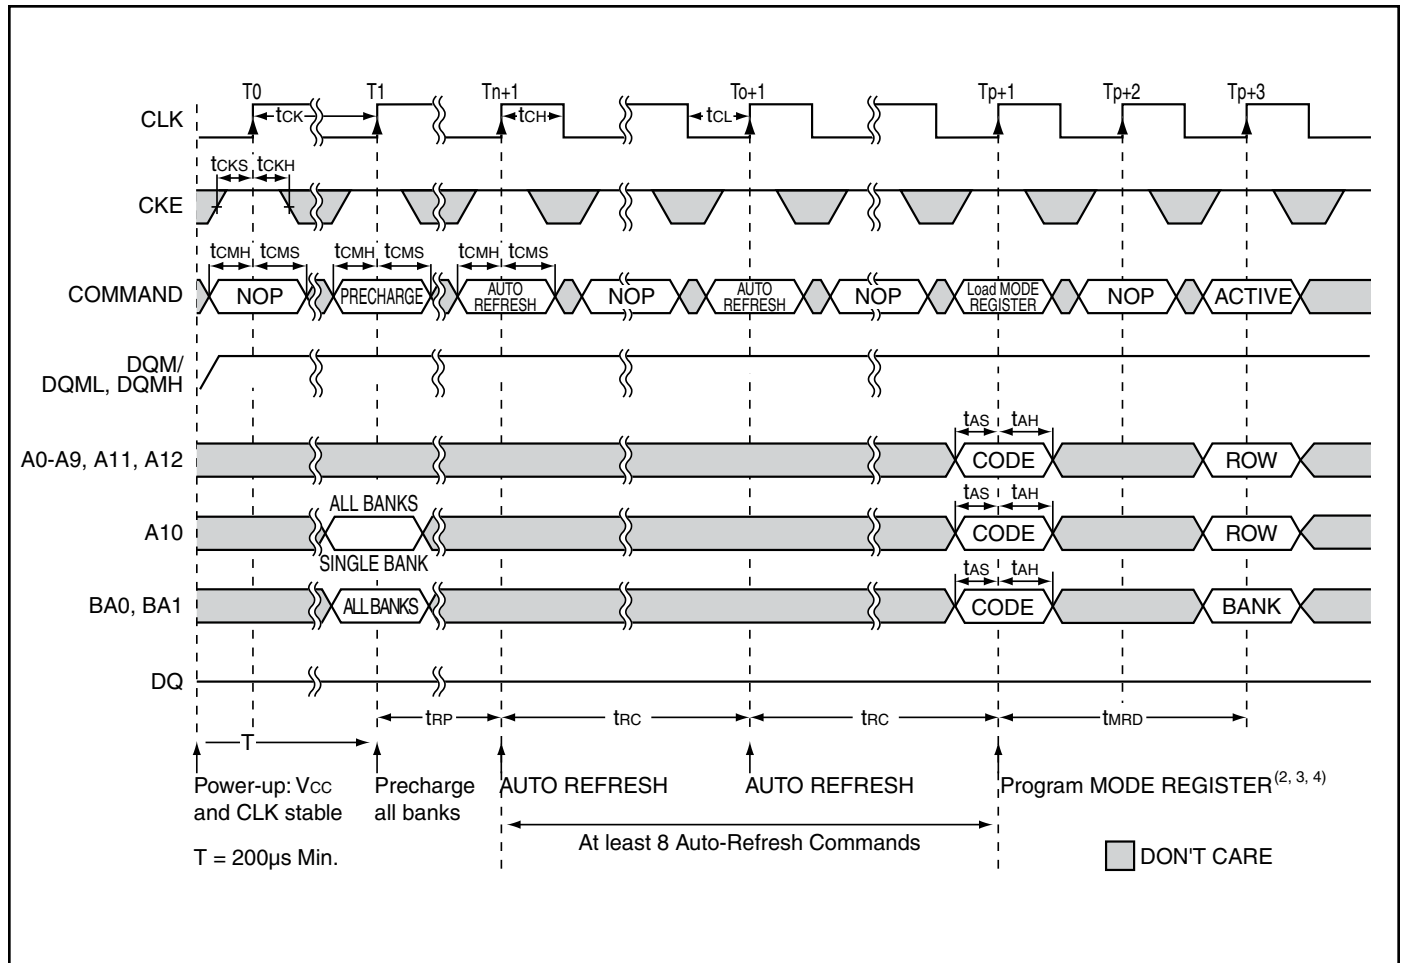 T0 T1 Tn+1 To+1 Tp+1 Tp+2 Tp+3
CLK tCK tCH tCL
tCKS tCKH
CKE
tCMH tCMS tCMH tCMS tCMH tCMS
COMMAND NOP PRECHARGE AUTO REFRESH NOP AUTO REFRESH NOP Load MODE REGISTER NOP ACTIVE
DQM/
DQML, DQMH
tAS tAH
A0-A9, A11, A12 CODE ROW
ALL BANKS tAS tAH
A10 CODE ROW
SINGLE BANK tAS tAH
BA0, BA1 ALL BANKS CODE BANK
DQ
tRP tRC tRC tMRD
T
Power-up: VCC Precharge AUTO REFRESH AUTO REFRESH Program MODE REGISTER(2, 3, 4)
and CLK stable all banks
At least 8 Auto-Refresh Commands
T = 200µs Min. DON'T CARE